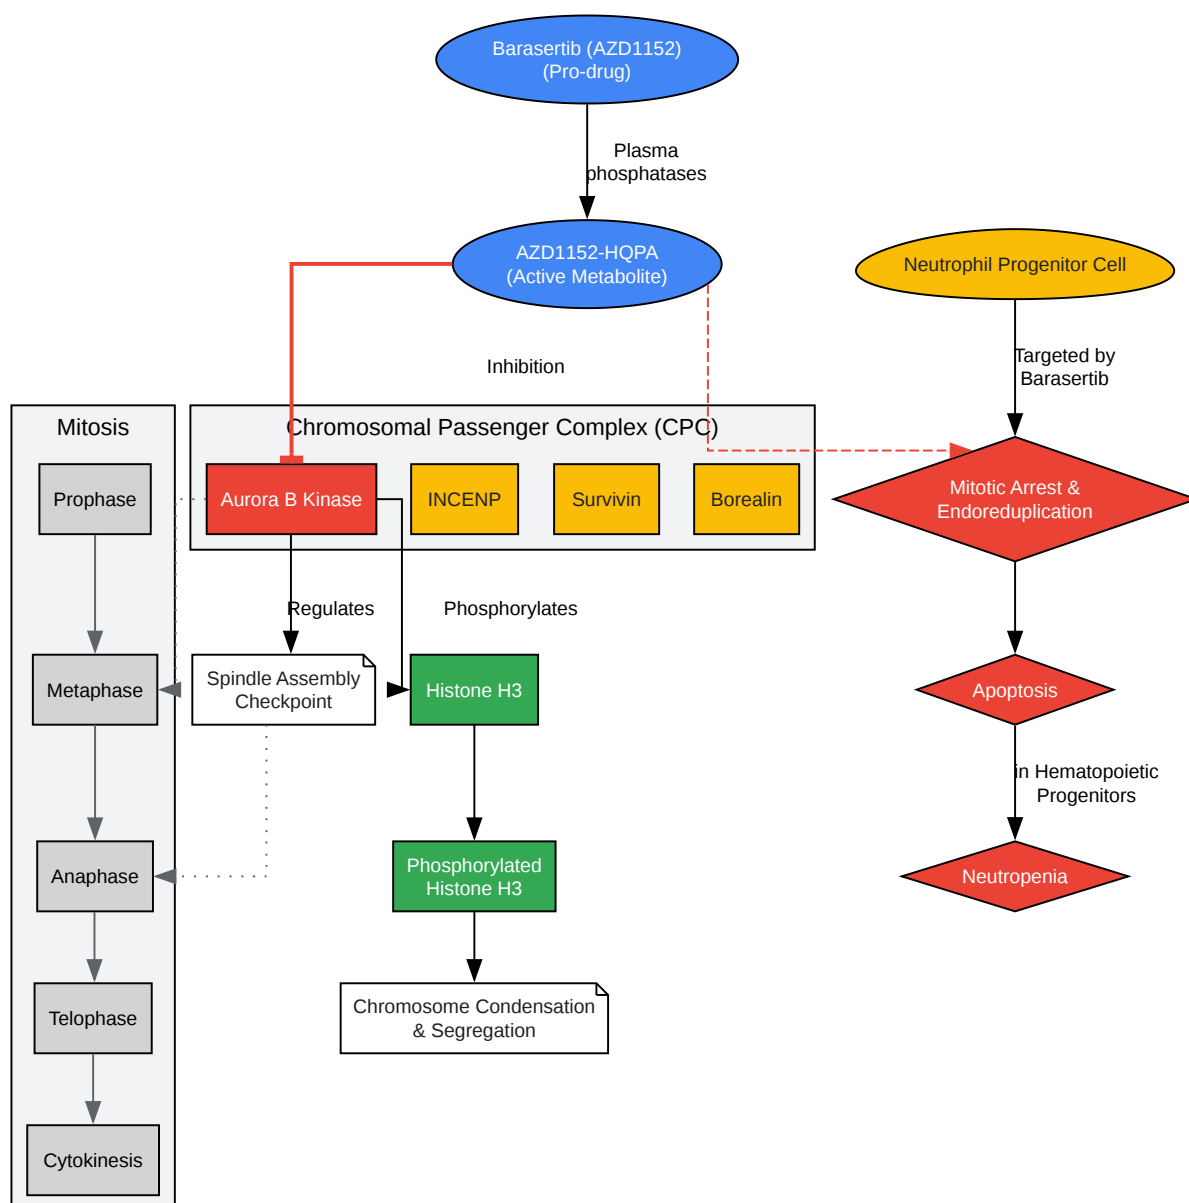 Barasertib (AZD1152)
(Pro-drug)
Plasma
phosphatases
AZD1152-HQPA
(Active Metabolite)
Neutrophil Progenitor Cell
Inhibition
Targeted by
Barasertib
Mitosis
Chromosomal Passenger Complex (CPC)
Prophase
Aurora B Kinase
INCENP
Survivin
Borealin
Mitotic Arrest &
Endoreduplication
Regulates
Phosphorylates
Metaphase
Spindle Assembly
Checkpoint
Histone H3
Apoptosis
in Hematopoietic
Progenitors
Anaphase
Phosphorylated
Histone H3
Neutropenia
Telophase
Chromosome Condensation
& Segregation
Cytokinesis